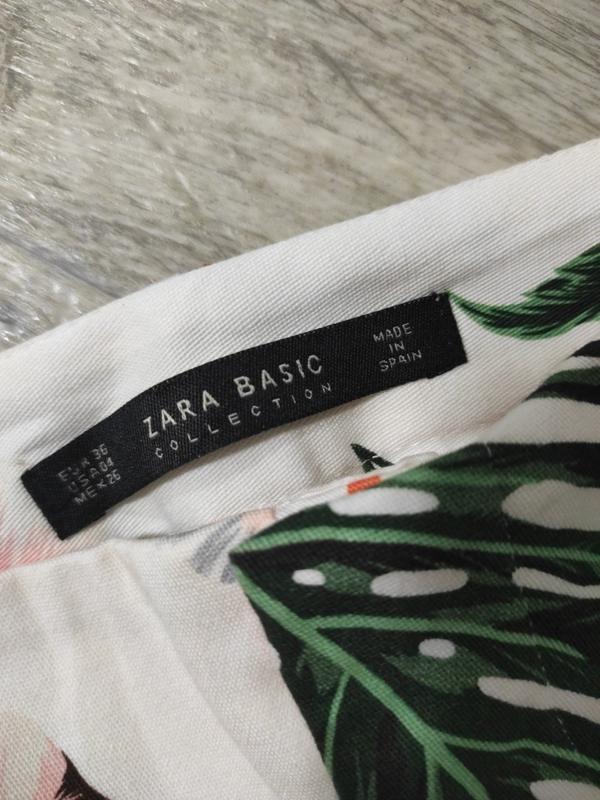 EUR 36
USA 04
MEX 26
ZARA BASIC
COLLECTION
MADE
IN
SPAIN